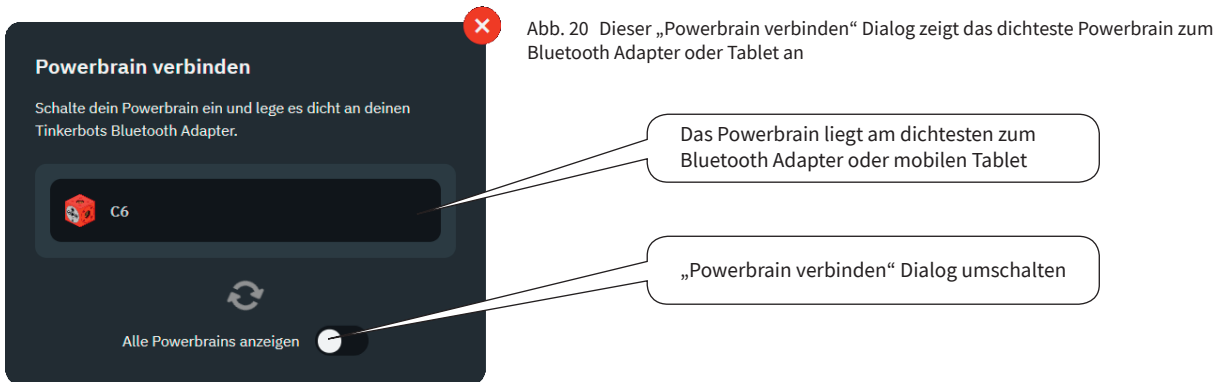 Powerbrain verbinden
Schalte dein Powerbrain ein und lege es dicht an deinen
Tinkerbots Bluetooth Adapter.
C6
Alle Powerbrains anzeigen
Abb. 20 Dieser „Powerbrain verbinden“ Dialog zeigt das dichteste Powerbrain zum
Bluetooth Adapter oder Tablet an
Das Powerbrain liegt am dichtesten zum
Bluetooth Adapter oder mobilen Tablet
„Powerbrain verbinden“ Dialog umschalten